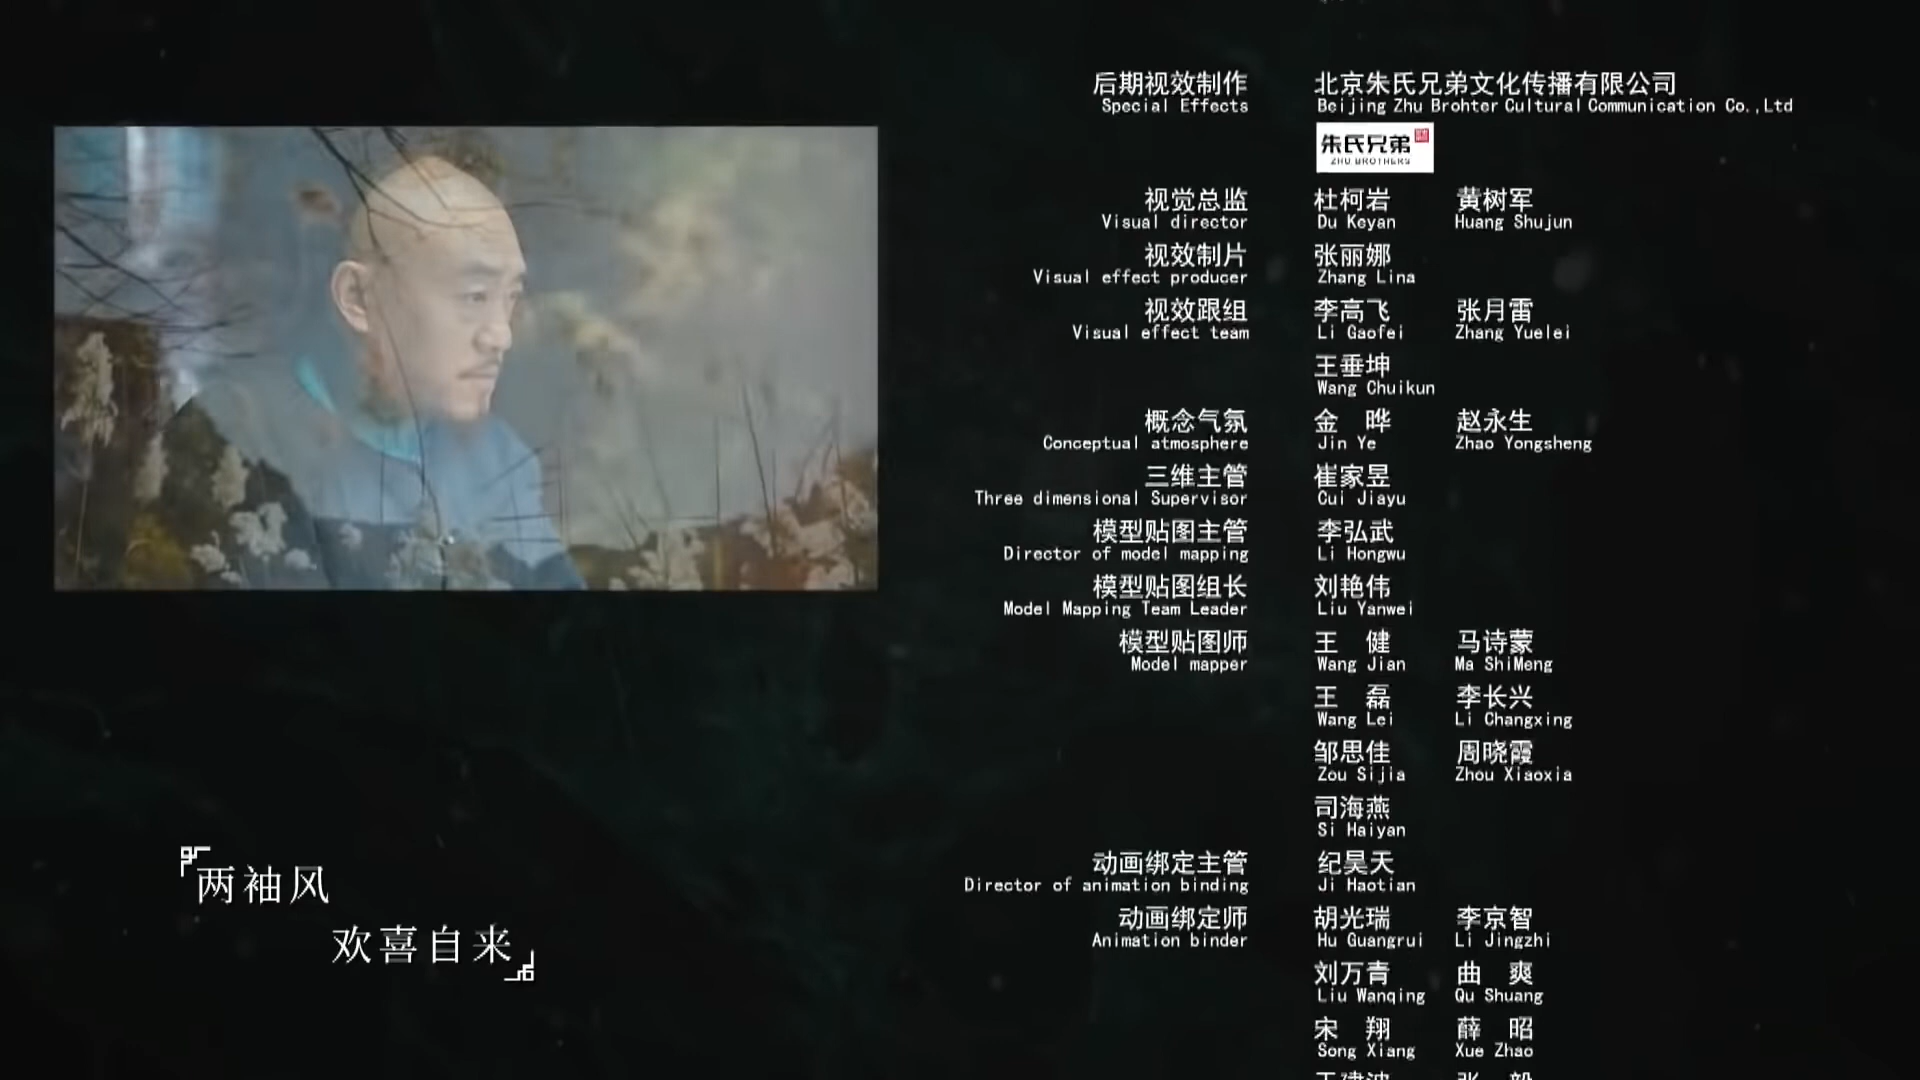 后期视效制作 北京朱氏兄弟文化传播有限公司
Special Effects Beijing Zhu Brohter Cultural Communication Co.,Ltd
朱氏兄弟
ZHU BROTHERS
视觉总监 杜柯岩 黄树军
Visual director Du Keyan Huang Shujun
视效制片 张丽娜
Visual effect producer Zhang Lina
视效跟组 李高飞 张月雷
Visual effect team Li Gaofei Zhang Yuelei
王垂坤
Wang Chuikun
概念气氛 金 晔 赵永生
Conceptual atmosphere Jin Ye Zhao Yongsheng
三维主管 崔家昱
Three dimensional Supervisor Cui Jiayu
模型贴图主管 李弘武
Director of model mapping Li Hongwu
模型贴图组长 刘艳伟
Model Mapping Team Leader Liu Yanwei
模型贴图师 王 健 马诗蒙
Model mapper Wang Jian Ma ShiMeng
王 磊 李长兴
Wang Lei Li Changxing
邹思佳 周晓霞
Zou Sijia Zhou Xiaoxia
司海燕
Si Haiyan
动画绑定主管 纪昊天
Director of animation binding Ji Haotian
动画绑定师 胡光瑞 李京智
Animation binder Hu Guangrui Li Jingzhi
刘万青 曲 爽
Liu Wanqing Qu Shuang
宋 翔 薛 昭
Song Xiang Xue Zhao
两袖风
欢喜自来